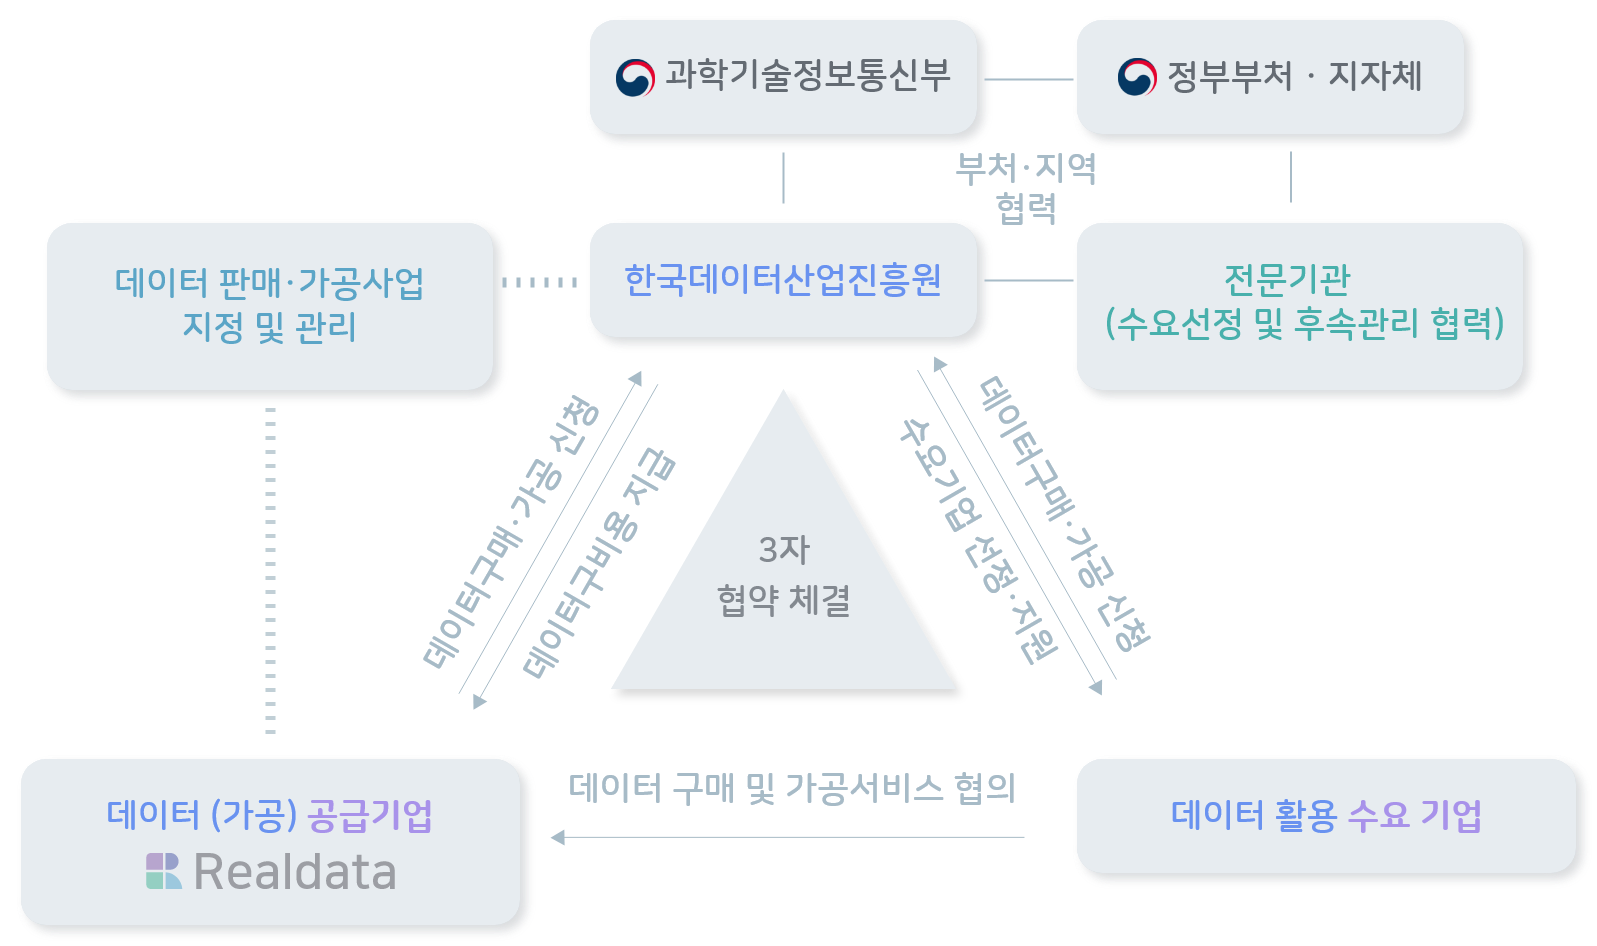 과학기술정보통신부
정부부처 · 지자체
부처·지역
협력
데이터 판매·가공사업
지정 및 관리
한국데이터산업진흥원
전문기관
(수요선정 및 후속관리 협력)
데이터구매·가공 신청
데이터구비용 지급
3자
협약 체결
수요기업 선정·지원
데이터구매·가공 신청
데이터 구매 및 가공서비스 협의
데이터 (가공) 공급기업
Realdata
데이터 활용 수요 기업